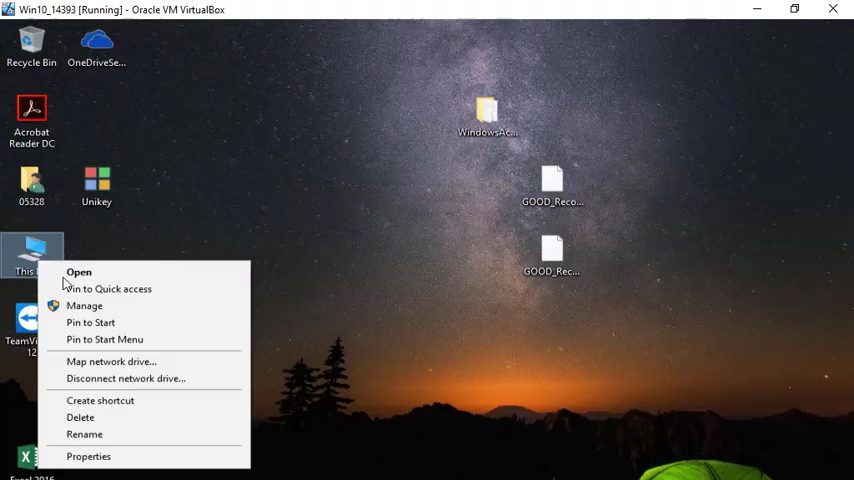 Win10_14393 [Running] - Oracle VM VirtualBox
Recycle Bin
OneDriveSe...
Acrobat
Reader DC
WindowsAc...
05328
Unikey
GOOD_Reco...
This
GOOD_Rec...
Open
Pin to Quick access
Manage
Pin to Start
Pin to Start Menu
Map network drive...
Disconnect network drive...
Create shortcut
Delete
Rename
Properties
TeamVi
12
Excel 2016